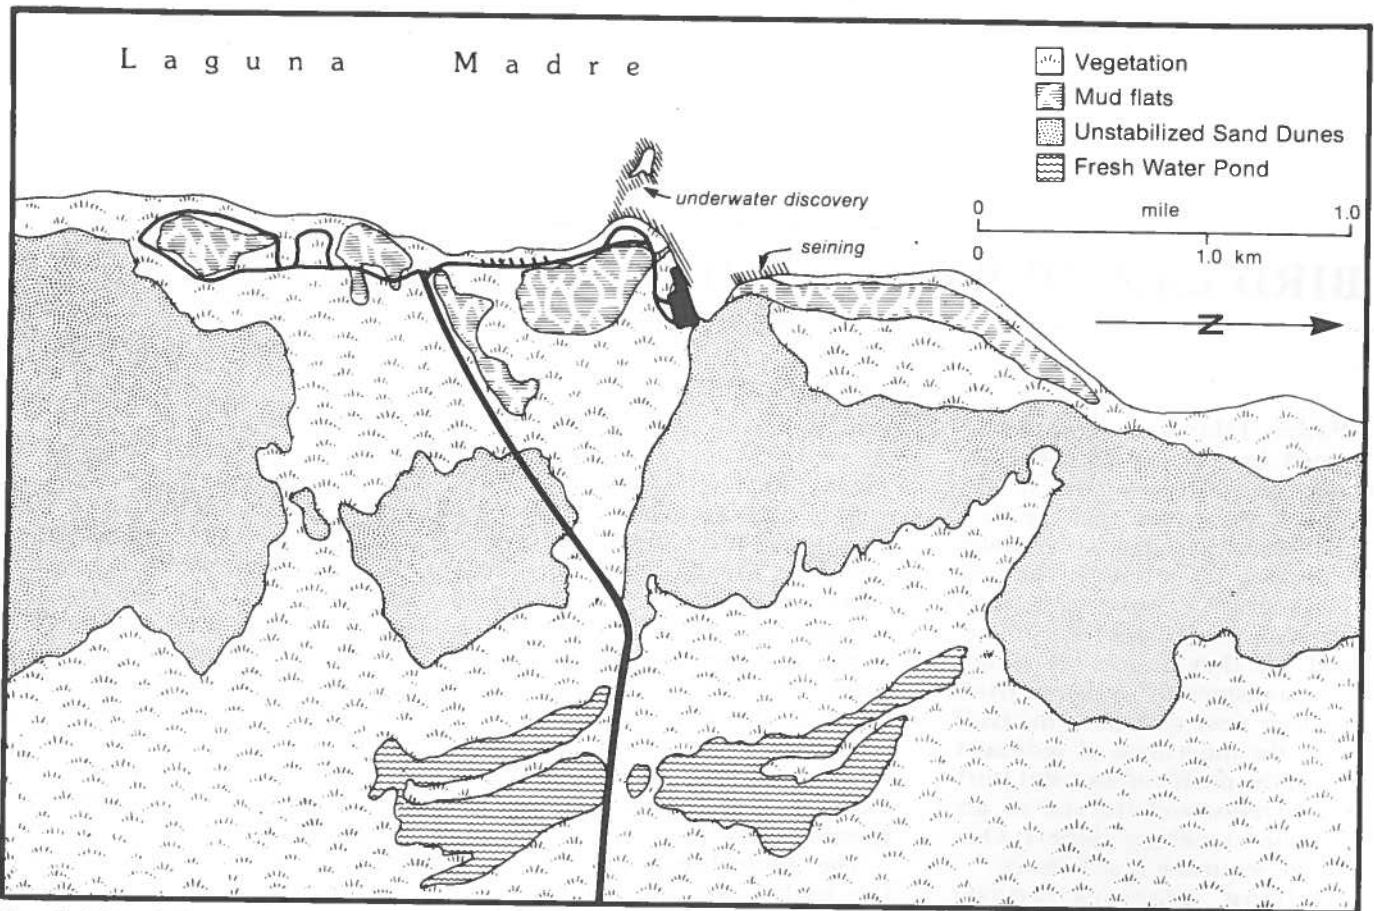 Laguna Madre
Vegetation
Mud flats
Unstabilized Sand Dunes
Fresh Water Pond
underwater discovery
seining
0 mile 1.0
0 1.0 km
N